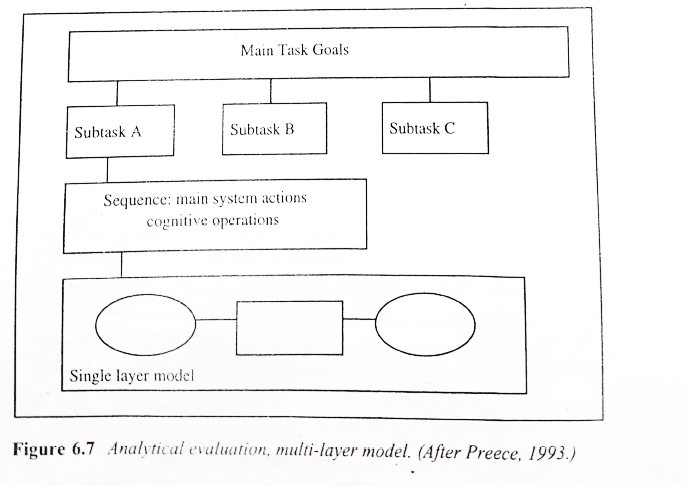 Main Task Goals
Subtask A
Subtask B
Subtask C
Sequence: main system actions
cognitive operations
Single layer model
Figure 6.7 Analytical evaluation, multi-layer model. (After Preece, 1993.)